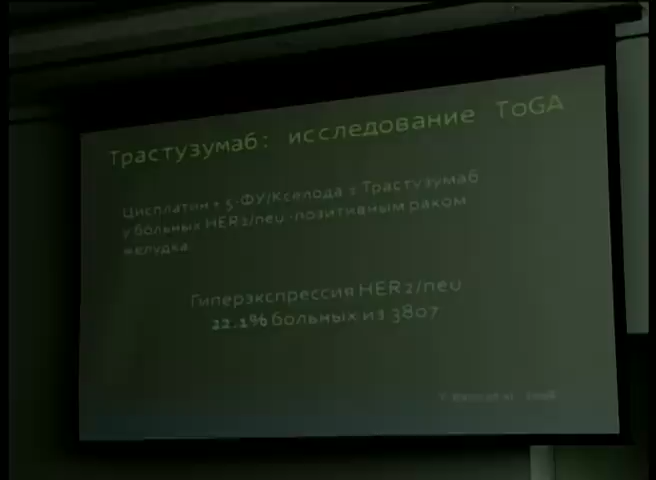 Трастузумаб: исследование ToGA
Цисплатин + 5-ФУ/Кселода ± Трастузумаб
у больных HER2/neu -позитивным раком
желудка
Гиперэкспрессия HER2/neu
22.1% больных из 3807